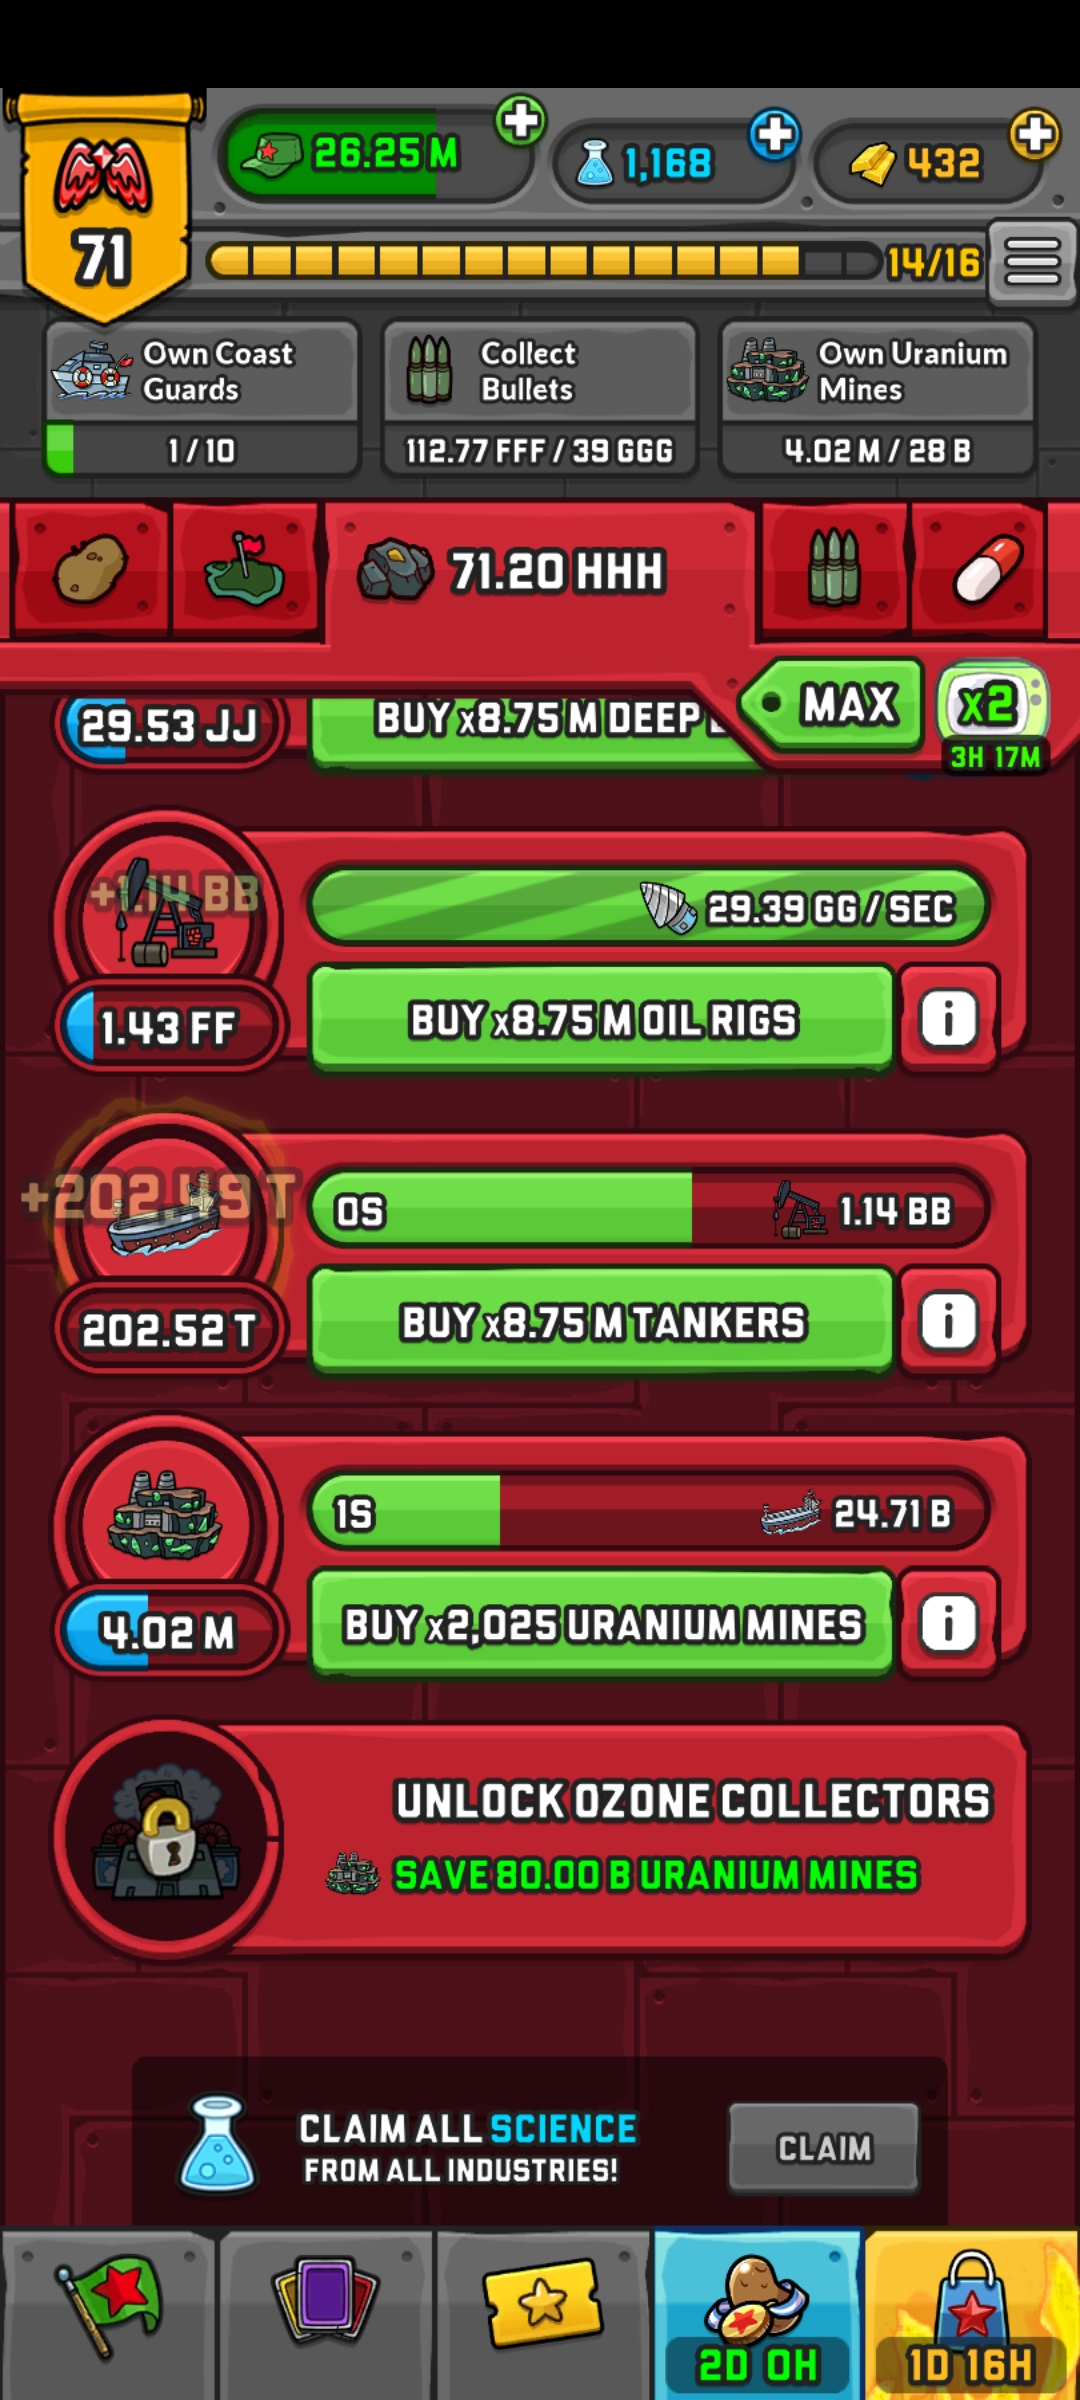 26.25 M
1,168
432
71
14/16
Own Coast
Guards
1 / 10
Collect
Bullets
112.77 FFF / 39 GGG
Own Uranium
Mines
4.02 M / 28 B
71.20 HHH
MAX
x2
3H 17M
29.53 JJ
BUY x8.75 M DEEP
+1.14 BB
29.39 GG / SEC
1.43 FF
BUY x8.75 M OIL RIGS
i
+202.49 T
0S
1.14 BB
202.52 T
BUY x8.75 M TANKERS
i
1S
24.71 B
4.02 M
BUY x2,025 URANIUM MINES
i
UNLOCK OZONE COLLECTORS
SAVE 80.00 B URANIUM MINES
CLAIM ALL SCIENCE
FROM ALL INDUSTRIES!
CLAIM
2D 0H
1D 16H